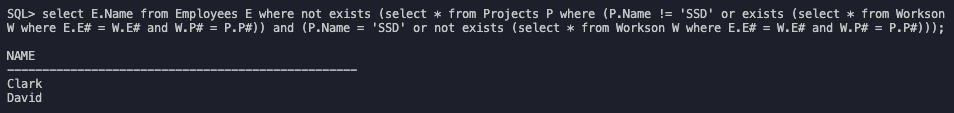 SQL> select E.Name from Employees E where not exists (select * from Projects P where (P.Name != 'SSD' or exists (select * from Workson
W where E.E# = W.E# and W.P# = P.P#)) and (P.Name = 'SSD' or not exists (select * from Workson W where E.E# = W.E# and W.P# = P.P#)));
NAME
--------------------------------------------------
Clark
David